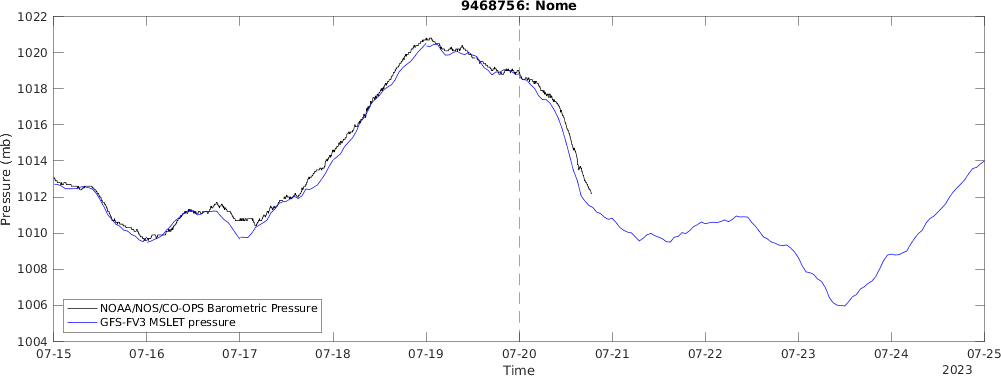 9468756: Nome
1022
1020
1018
1016
1014
1012
1010
1008
1006
1004
Pressure (mb)
NOAA/NOS/CO-OPS Barometric Pressure
GFS-FV3 MSLET pressure
07-15 07-16 07-17 07-18 07-19 07-20 07-21 07-22 07-23 07-24 07-25
Time
2023